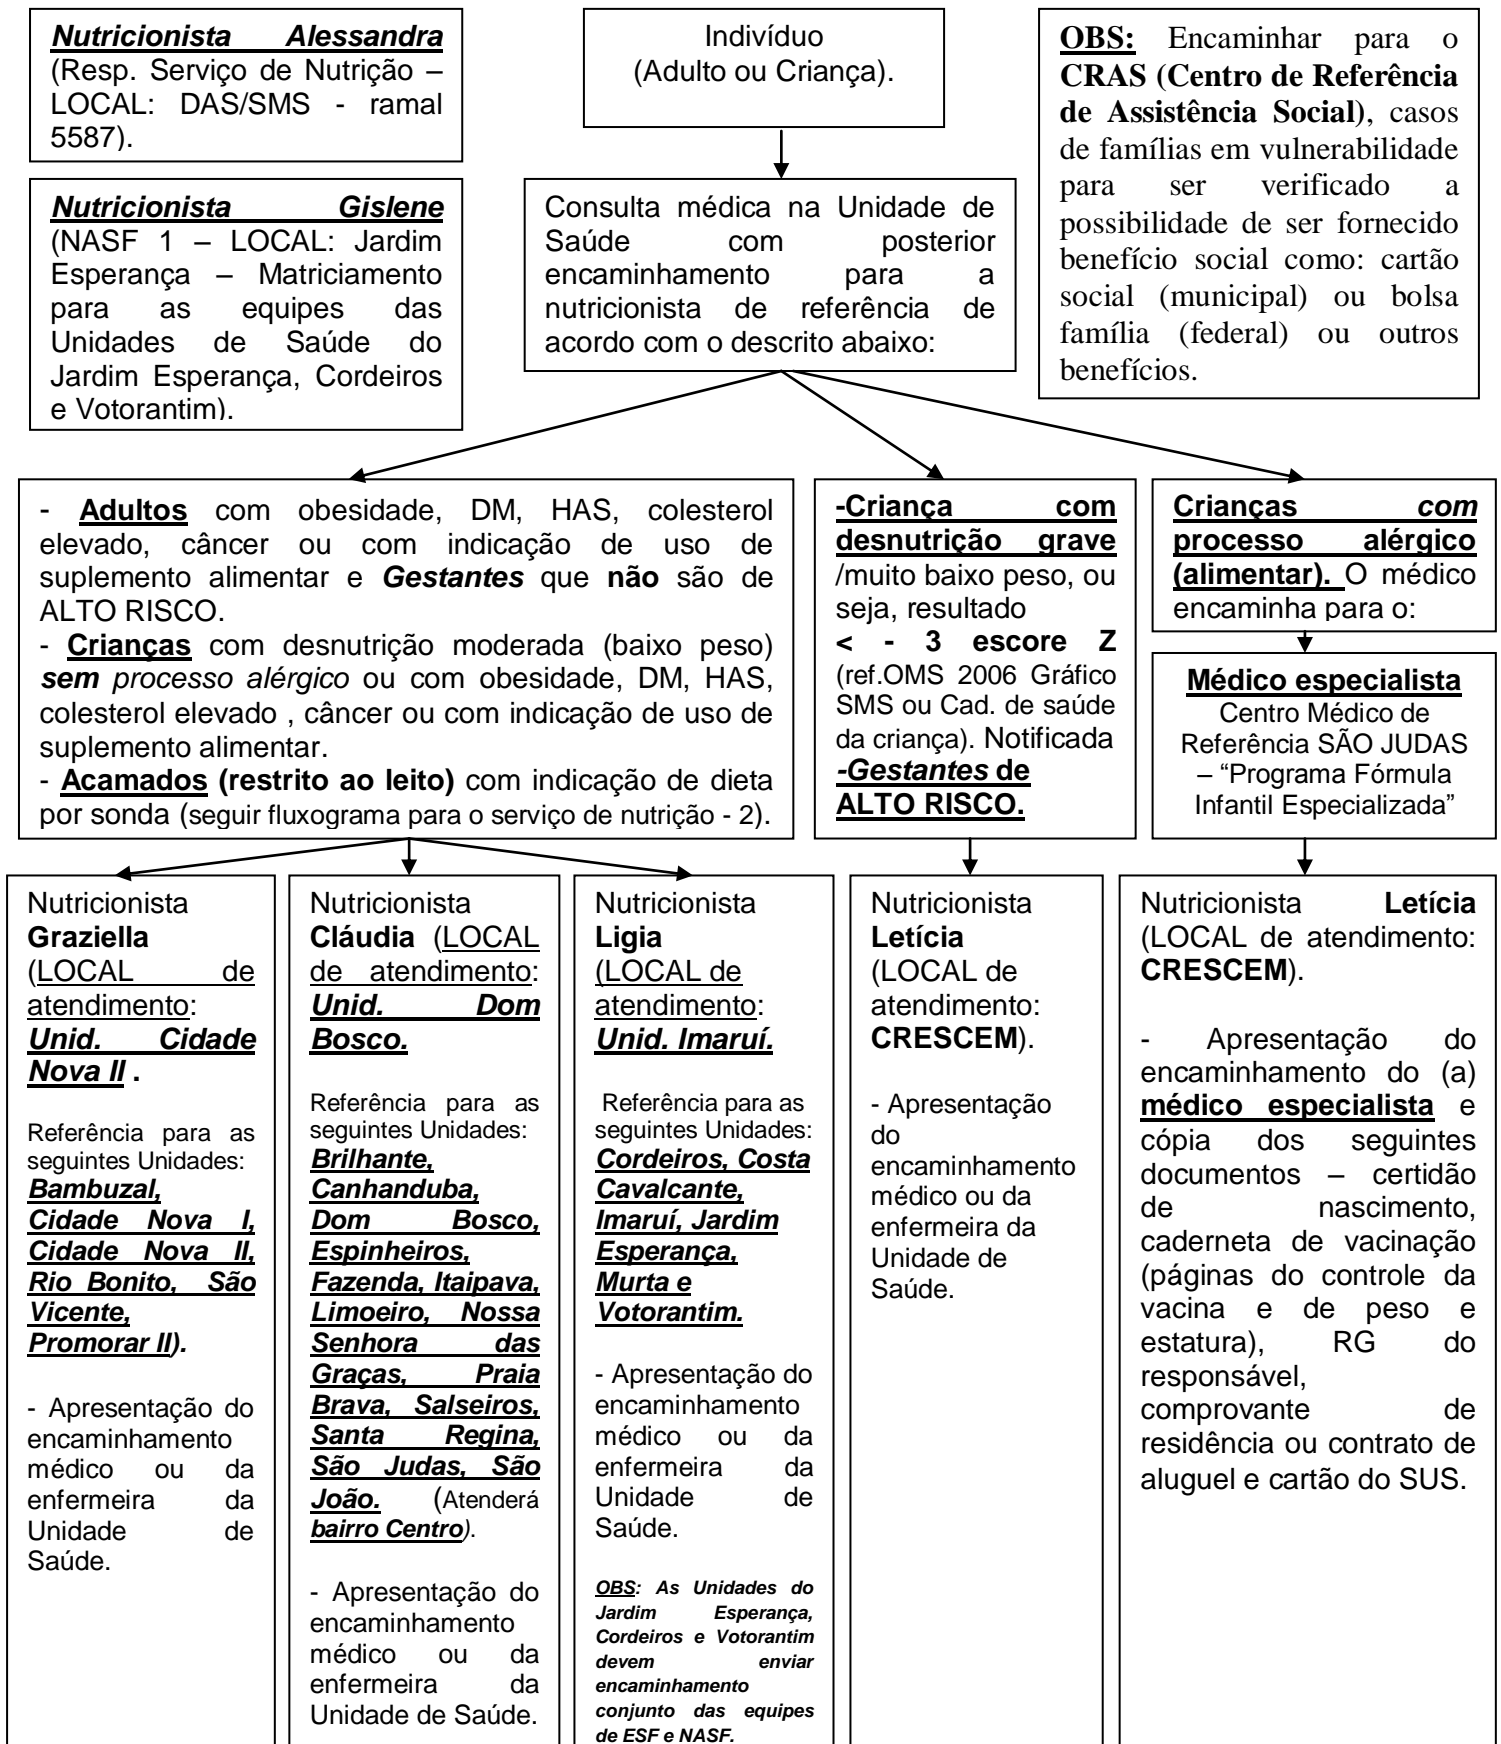 Nutricionista Alessandra
(Resp. Serviço de Nutrição –
LOCAL: DAS/SMS - ramal
5587).
Nutricionista Gislene
(NASF 1 – LOCAL: Jardim
Esperança – Matriciamento
para as equipes das
Unidades de Saúde do
Jardim Esperança, Cordeiros
e Votorantim).
Indivíduo
(Adulto ou Criança).
Consulta médica na Unidade de
Saúde com posterior
encaminhamento para a
nutricionista de referência de
acordo com o descrito abaixo:
OBS: Encaminhar para o
CRAS (Centro de Referência
de Assistência Social), casos
de famílias em vulnerabilidade
para ser verificado a
possibilidade de ser fornecido
benefício social como: cartão
social (municipal) ou bolsa
família (federal) ou outros
benefícios.
- Adultos com obesidade, DM, HAS, colesterol
elevado, câncer ou com indicação de uso de
suplemento alimentar e Gestantes que não são de
ALTO RISCO.
- Crianças com desnutrição moderada (baixo peso)
sem processo alérgico ou com obesidade, DM, HAS,
colesterol elevado , câncer ou com indicação de uso de
suplemento alimentar.
- Acamados (restrito ao leito) com indicação de dieta
por sonda (seguir fluxograma para o serviço de nutrição - 2).
-Criança com
desnutrição grave
/muito baixo peso, ou
seja, resultado
< - 3 escore Z
(ref.OMS 2006 Gráfico
SMS ou Cad. de saúde
da criança). Notificada
-Gestantes de
ALTO RISCO.
Crianças com
processo alérgico
(alimentar). O médico
encaminha para o:
Médico especialista
Centro Médico de
Referência SÃO JUDAS
– “Programa Fórmula
Infantil Especializada”
Nutricionista
Graziella
(LOCAL de
atendimento:
Unid. Cidade
Nova II .
Referência para as
seguintes Unidades:
Bambuzal,
Cidade Nova I,
Cidade Nova II,
Rio Bonito, São
Vicente,
Promorar II).
- Apresentação do
encaminhamento
médico ou da
enfermeira da
Unidade de
Saúde.
Nutricionista
Cláudia (LOCAL
de atendimento:
Unid. Dom
Bosco.
Referência para as
seguintes Unidades:
Brilhante,
Canhanduba,
Dom Bosco,
Espinheiros,
Fazenda, Itaipava,
Limoeiro, Nossa
Senhora das
Graças, Praia
Brava, Salseiros,
Santa Regina,
São Judas, São
João. (Atenderá
bairro Centro).
- Apresentação do
encaminhamento
médico ou da
enfermeira da
Unidade de Saúde.
Nutricionista
Ligia
(LOCAL de
atendimento:
Unid. Imaruí.
Referência para as
seguintes Unidades:
Cordeiros, Costa
Cavalcante,
Imaruí, Jardim
Esperança,
Murta e
Votorantim.
- Apresentação do
encaminhamento
médico ou da
enfermeira da
Unidade de
Saúde.
OBS: As Unidades do
Jardim Esperança,
Cordeiros e Votorantim
devem enviar
encaminhamento
conjunto das equipes
de ESF e NASF.
Nutricionista
Letícia
(LOCAL de
atendimento:
CRESCEM).
- Apresentação
do
encaminhamento
médico ou da
enfermeira da
Unidade de
Saúde.
Nutricionista Letícia
(LOCAL de atendimento:
CRESCEM).
- Apresentação do
encaminhamento do (a)
médico especialista e
cópia dos seguintes
documentos – certidão
de nascimento,
caderneta de vacinação
(páginas do controle da
vacina e de peso e
estatura), RG do
responsável,
comprovante de
residência ou contrato de
aluguel e cartão do SUS.